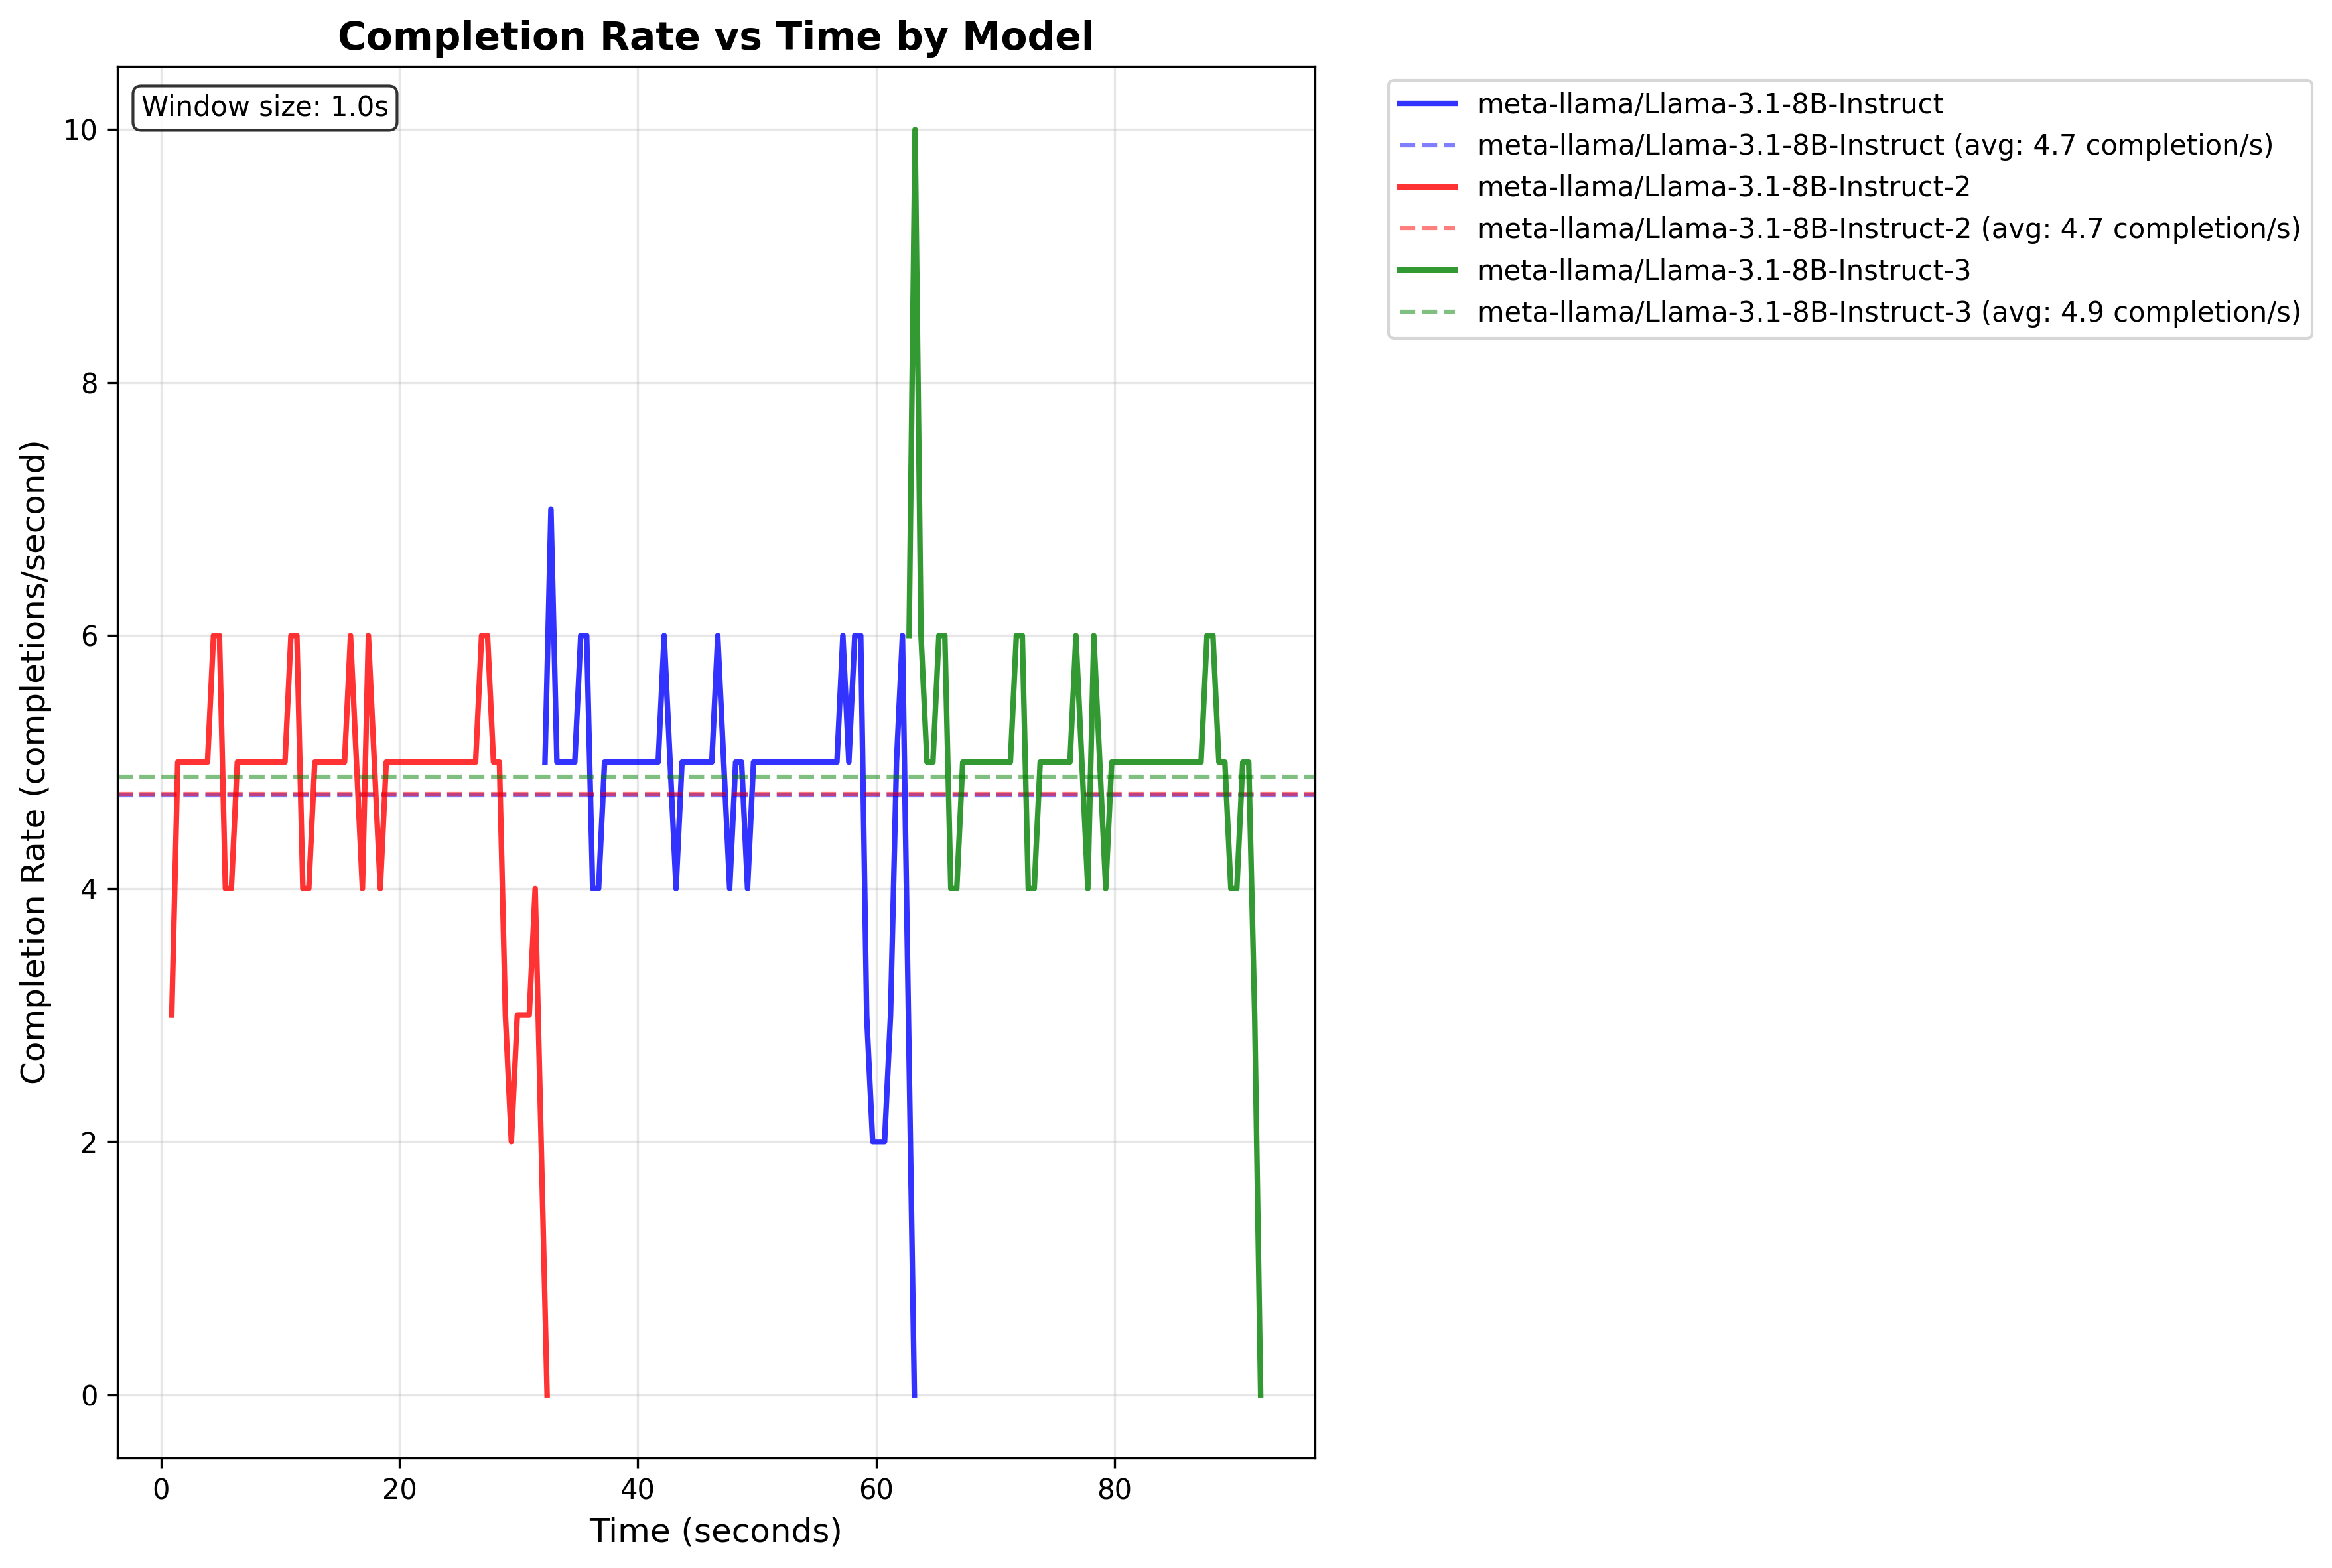 Completion Rate vs Time by Model
Window size: 1.0s
10
8
6
4
2
0
Completion Rate (completions/second)
0 20 40 60 80
Time (seconds)
meta-llama/Llama-3.1-8B-Instruct
meta-llama/Llama-3.1-8B-Instruct (avg: 4.7 completion/s)
meta-llama/Llama-3.1-8B-Instruct-2
meta-llama/Llama-3.1-8B-Instruct-2 (avg: 4.7 completion/s)
meta-llama/Llama-3.1-8B-Instruct-3
meta-llama/Llama-3.1-8B-Instruct-3 (avg: 4.9 completion/s)